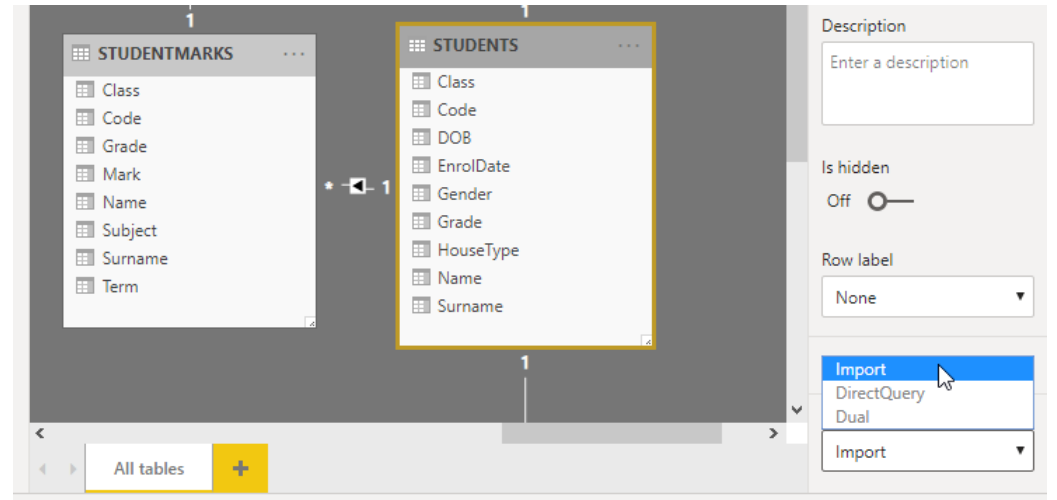 1
1
STUDENTMARKS
...
Class
Code
Grade
Mark
Name
Subject
Surname
Term
* 1
STUDENTS
...
Class
Code
DOB
EnrolDate
Gender
Grade
HouseType
Name
Surname
1
All tables
+
Description
Enter a description
Is hidden
Off
Row label
None
Import
DirectQuery
Dual
Import